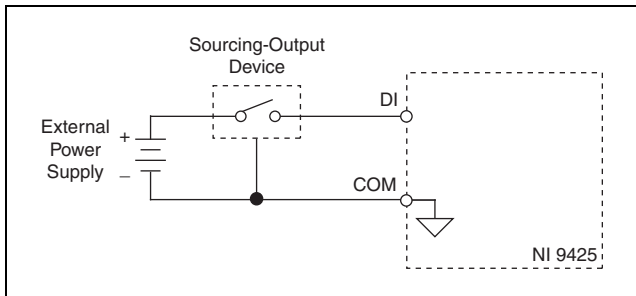 Sourcing-Output
Device
DI
External
Power
Supply
+
–
COM
NI 9425